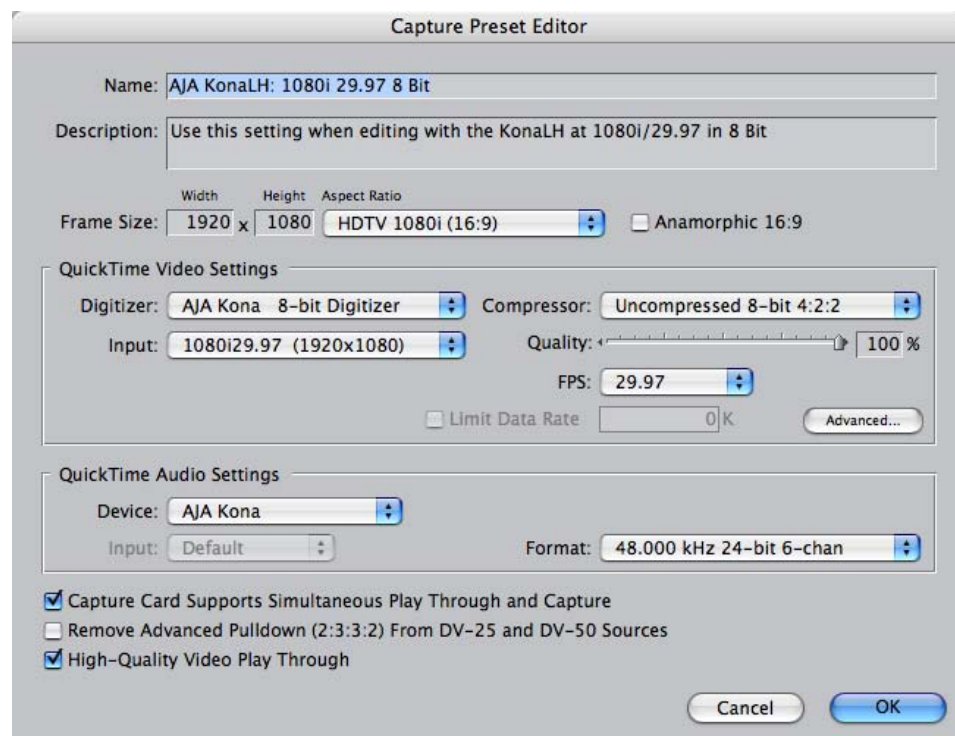 Capture Preset Editor
Name: AJA KonaLH: 1080i 29.97 8 Bit
Description: Use this setting when editing with the KonaLH at 1080i/29.97 in 8 Bit
Width Height Aspect Ratio
Frame Size: 1920 x 1080 HDTV 1080i (16:9) Anamorphic 16:9
QuickTime Video Settings
Digitizer: AJA Kona 8-bit Digitizer Compressor: Uncompressed 8-bit 4:2:2
Input: 1080i29.97 (1920x1080) Quality: 100 %
FPS: 29.97
Limit Data Rate 0 K Advanced...
QuickTime Audio Settings
Device: AJA Kona
Input: Default Format: 48.000 kHz 24-bit 6-chan
Capture Card Supports Simultaneous Play Through and Capture
Remove Advanced Pulldown (2:3:3:2) From DV-25 and DV-50 Sources
High-Quality Video Play Through
Cancel OK